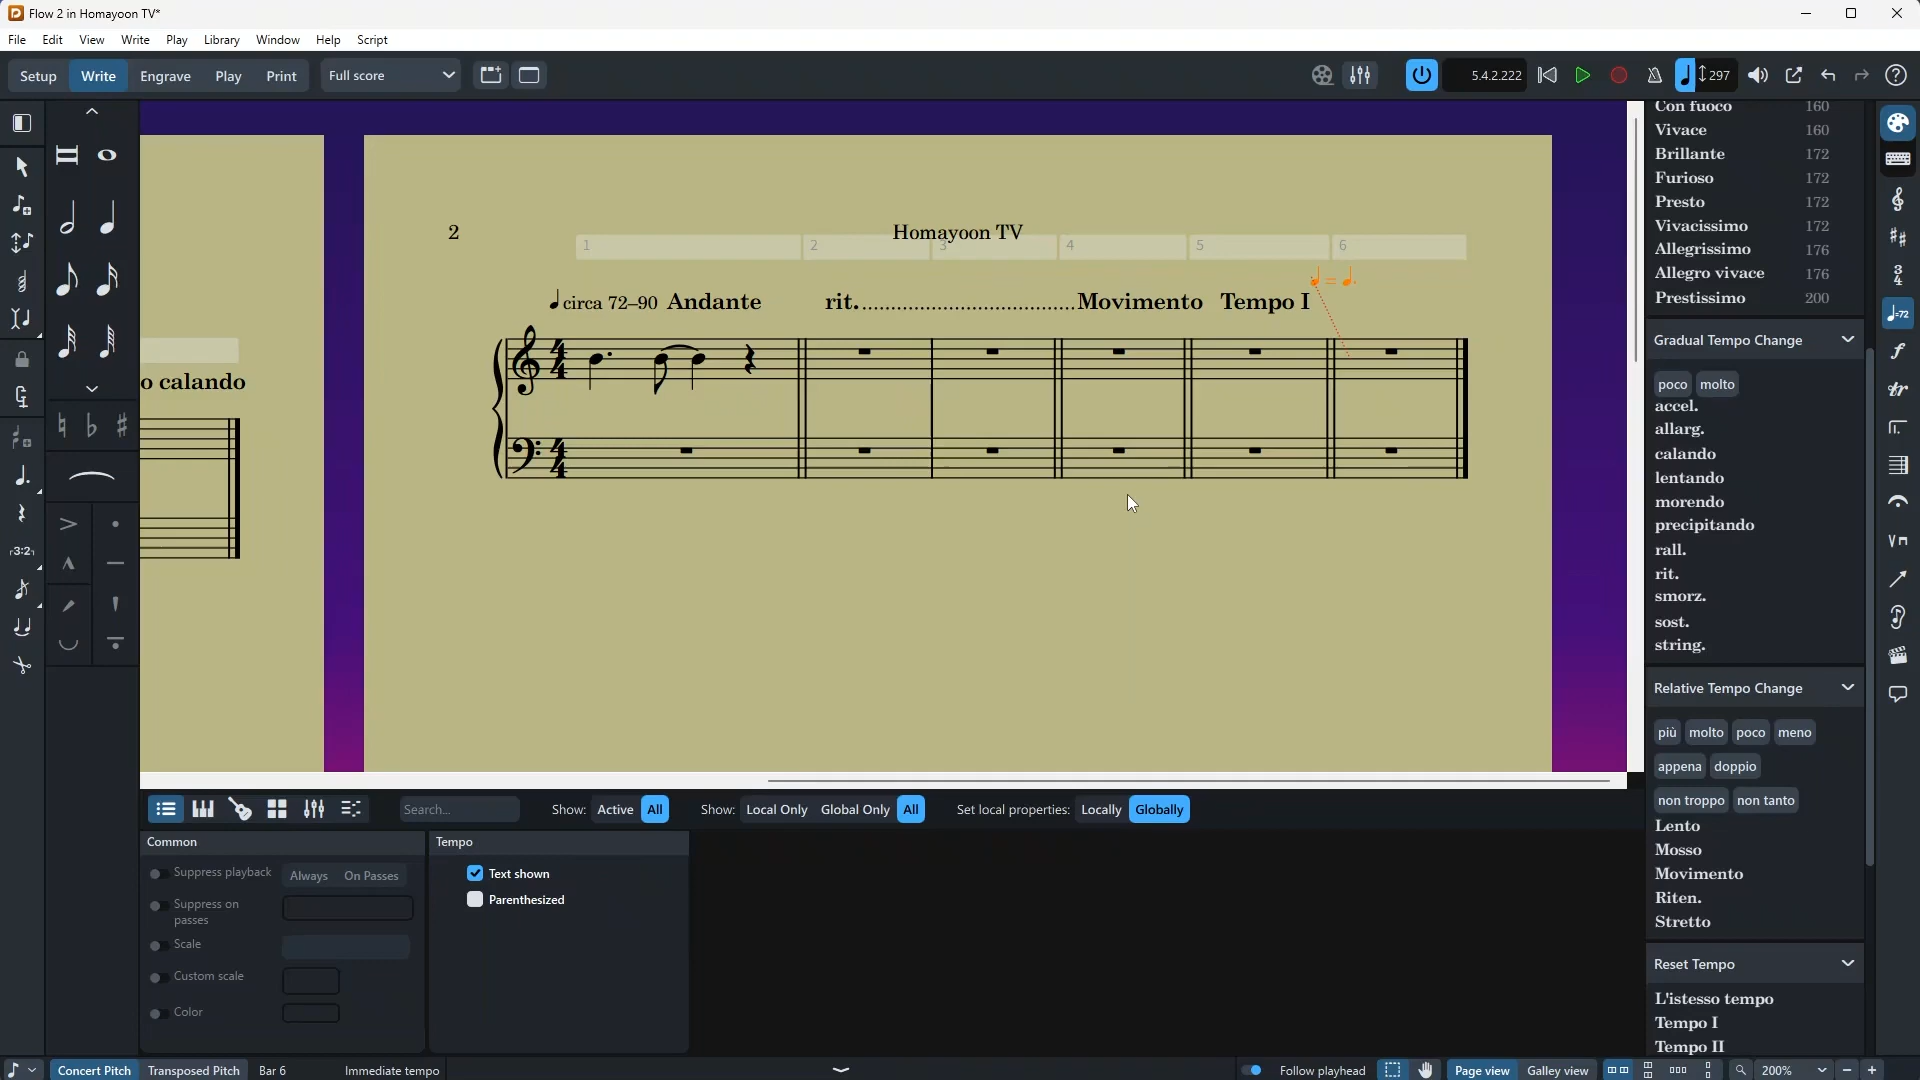 Flow 2 in Homayoon TV*
File Edit View Write Play Library Window Help Script
Setup Write Engrave Play Print Full score 5.4.2.222 297
Con fuoco 160
Vivace 160
Brillante 172
Furioso 172
Presto 172
Vivacissimo 172
Allegrissimo 176
Allegro vivace 176
Prestissimo 200
Gradual Tempo Change
poco molto
accel.
allarg.
calando
lentando
morendo
precipitando
rall.
rit.
smorz.
sost.
string.
Relative Tempo Change
più molto poco meno
appena doppio
non troppo non tanto
Lento
Mosso
Movimento
Riten.
Stretto
Reset Tempo
L'istesso tempo
Tempo I
Tempo II
2 Homayoon TV
1 2 3 4 5 6
circa 72–90 Andante rit. Movimento Tempo I
o calando
3:2
=72
Search... Show: Active All Show: Local Only Global Only All Set local properties: Locally Globally
Common
Suppress playback Always On Passes
Suppress on passes
Scale
Custom scale
Color
Tempo
Text shown
Parenthesized
Concert Pitch Transposed Pitch Bar 6 Immediate tempo Follow playhead Page view Galley view 200%